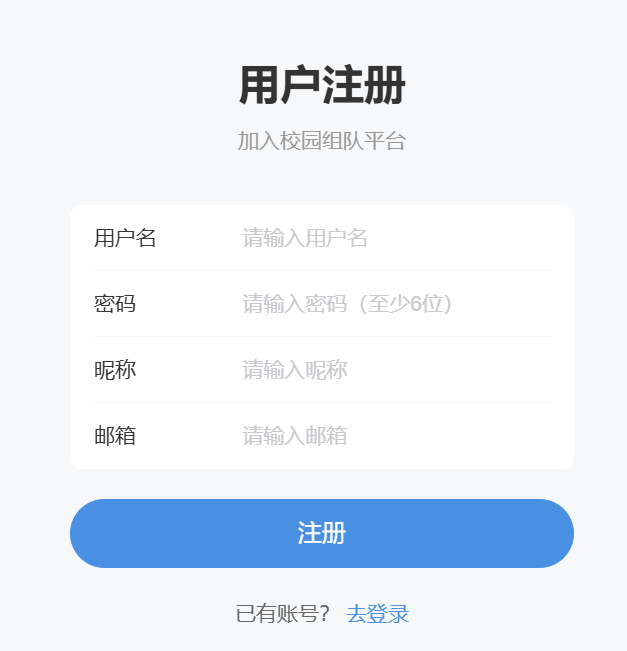 用户注册
加入校园组队平台
用户名 请输入用户名
密码 请输入密码（至少6位）
昵称 请输入昵称
邮箱 请输入邮箱
注册
已有账号？ 去登录